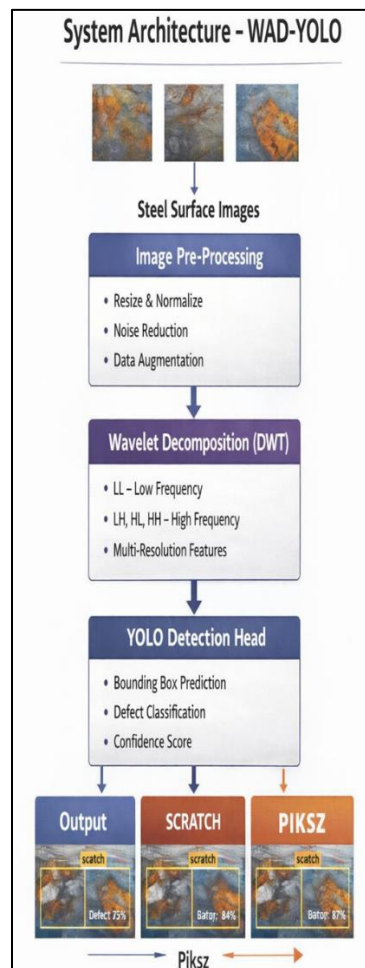 System Architecture – WAD-YOLO
Steel Surface Images
Image Pre-Processing
• Resize & Normalize
• Noise Reduction
• Data Augmentation
Wavelet Decomposition (DWT)
• LL – Low Frequency
• LH, HL, HH – High Frequency
• Multi-Resolution Features
YOLO Detection Head
• Bounding Box Prediction
• Defect Classification
• Confidence Score
Output SCRATCH PIKSZ
scatch scatch scatch
Defect 75% Bator: 84% Bator: 87%
Piksz